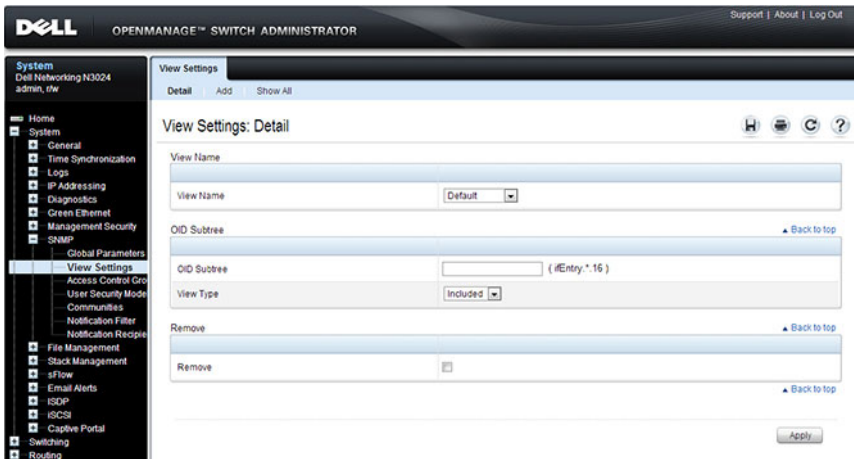 Support | About | Log Out
DELL
OPENMANAGE™ SWITCH ADMINISTRATOR
System
Dell Networking N3024
admin, r/w
Home
System
General
Time Synchronization
Logs
IP Addressing
Diagnostics
Green Ethernet
Management Security
SNMP
Global Parameters
View Settings
Access Control Gro
User Security Mode
Communities
Notification Filter
Notification Recipie
File Management
Stack Management
sFlow
Email Alerts
ISDP
iSCSI
Captive Portal
Switching
Routing
View Settings
Detail Add Show All
View Settings: Detail
View Name
View Name Default
OID Subtree Back to top
OID Subtree ( ifEntry.*.16 )
View Type Included
Remove Back to top
Remove
Back to top
Apply